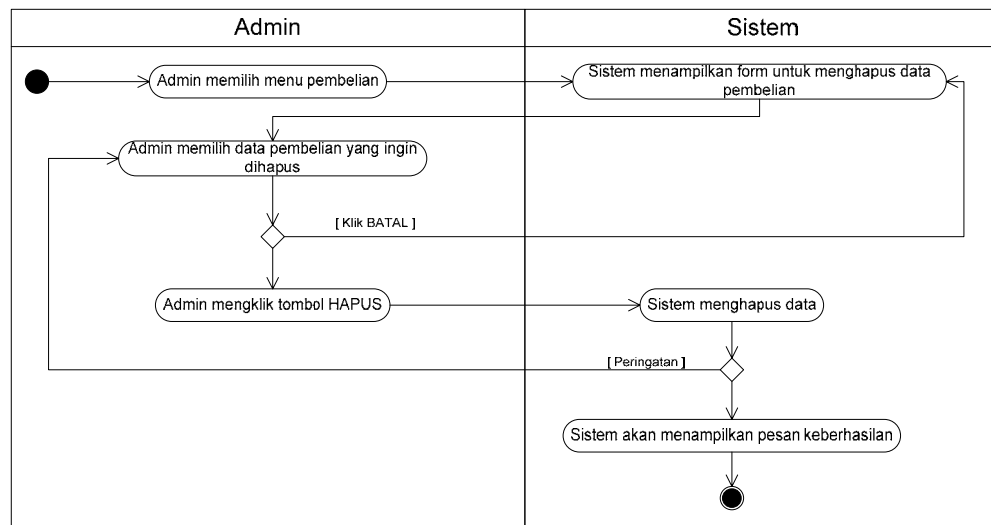 Admin
Sistem
Admin memilih menu pembelian
Sistem menampilkan form untuk menghapus data
pembelian
Admin memilih data pembelian yang ingin
dihapus
[ Klik BATAL ]
Admin mengklik tombol HAPUS
Sistem menghapus data
[ Peringatan ]
Sistem akan menampilkan pesan keberhasilan